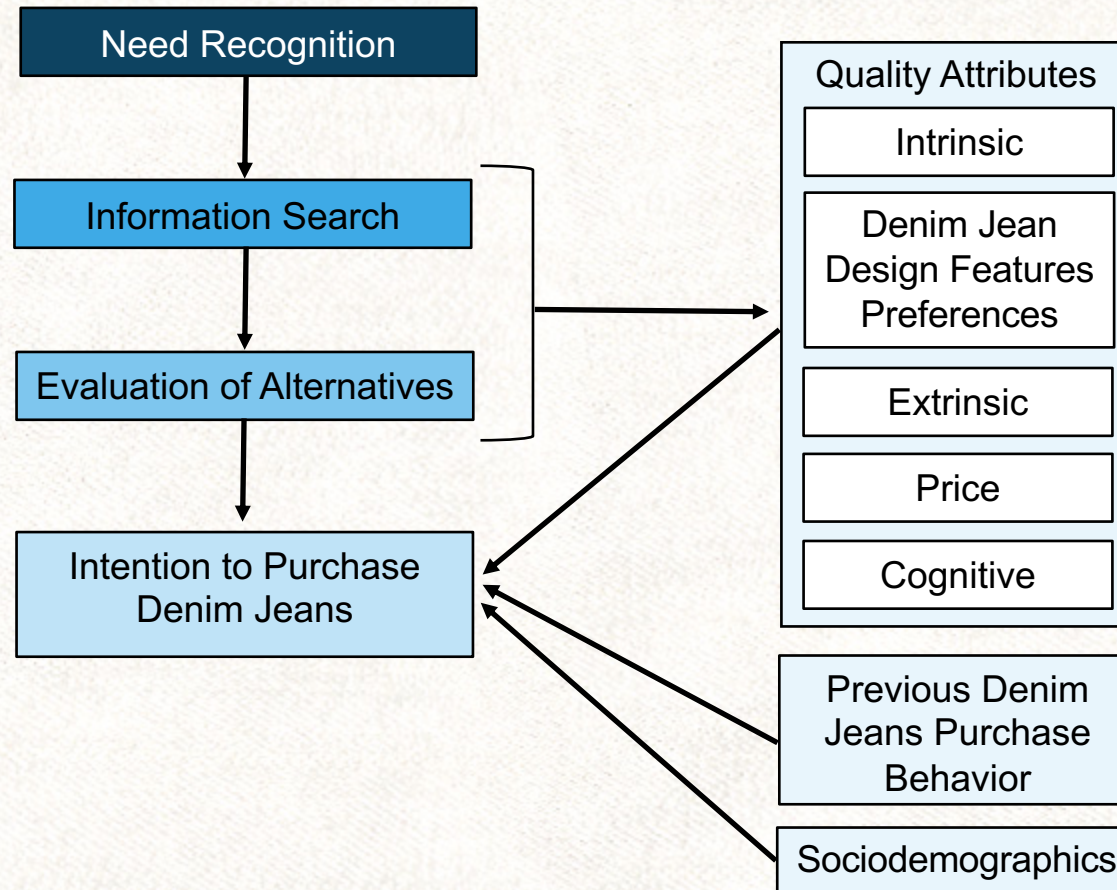 Need Recognition
Information Search
Evaluation of Alternatives
Intention to Purchase
Denim Jeans
Quality Attributes
Intrinsic
Denim Jean
Design Features
Preferences
Extrinsic
Price
Cognitive
Previous Denim
Jeans Purchase
Behavior
Sociodemographics